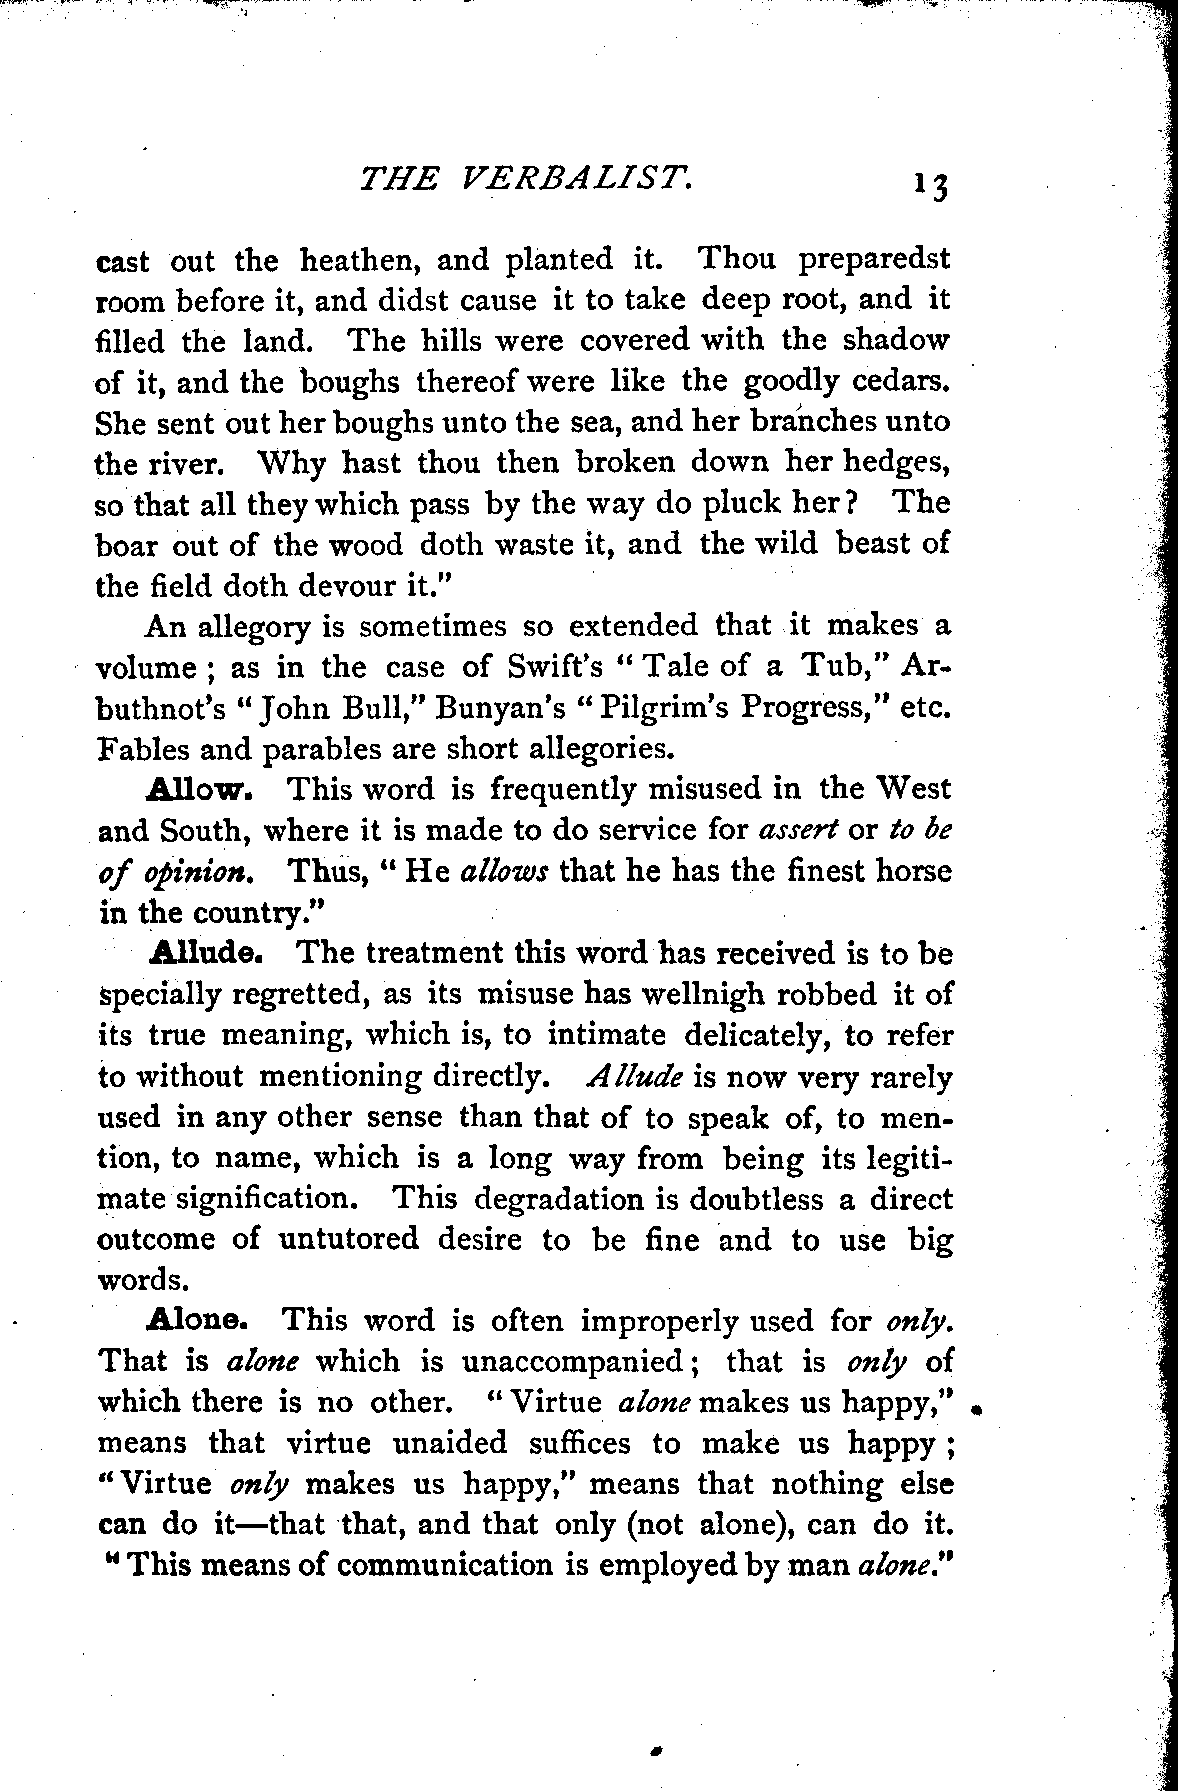 THE VERBALIST. 13
cast out the heathen, and planted it. Thou preparedst
room before it, and didst cause it to take deep root, and it
filled the land. The hills were covered with the shadow
of it, and the boughs thereof were like the goodly cedars.
She sent out her boughs unto the sea, and her branches unto
the river. Why hast thou then broken down her hedges,
so that all they which pass by the way do pluck her? The
boar out of the wood doth waste it, and the wild beast of
the field doth devour it."
An allegory is sometimes so extended that it makes a
volume; as in the case of Swift's "Tale of a Tub," Ar-
buthnot's "John Bull," Bunyan's "Pilgrim's Progress," etc.
Fables and parables are short allegories.
Allow. This word is frequently misused in the West
and South, where it is made to do service for assert or to be
of opinion. Thus, "He allows that he has the finest horse
in the country."
Allude. The treatment this word has received is to be
specially regretted, as its misuse has wellnigh robbed it of
its true meaning, which is, to intimate delicately, to refer
to without mentioning directly. Allude is now very rarely
used in any other sense than that of to speak of, to men-
tion, to name, which is a long way from being its legiti-
mate signification. This degradation is doubtless a direct
outcome of untutored desire to be fine and to use big
words.
Alone. This word is often improperly used for only.
That is alone which is unaccompanied; that is only of
which there is no other. "Virtue alone makes us happy,"
means that virtue unaided suffices to make us happy;
"Virtue only makes us happy," means that nothing else
can do it—that that, and that only (not alone), can do it.
"This means of communication is employed by man alone."